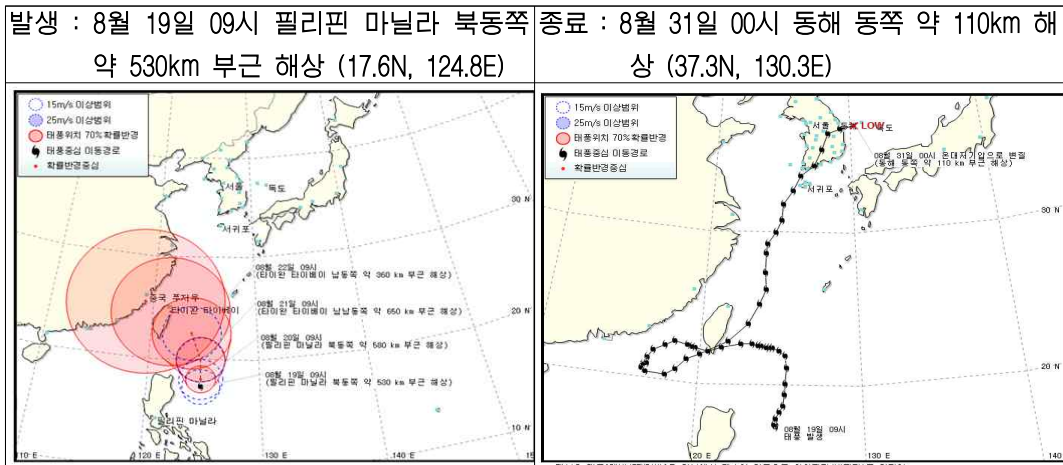 발생 : 8월 19일 09시 필리핀 마닐라 북동쪽
약 530km 부근 해상 (17.6N, 124.8E)
종료 : 8월 31일 00시 동해 동쪽 약 110km 해
상 (37.3N, 130.3E)
15m/s 이상범위
25m/s 이상범위
태풍위치 70%확률반경
태풍중심 이동경로
확률반경중심
서울
독도
서귀포
30 N
08월 22일 09시
(타이완 타이베이 남동쪽 약 360 km 부근 해상)
중국 푸저우
08월 21일 09시
타이완 타이베이
(타이완 타이베이 남남동쪽 약 650 km 부근 해상)
20 N
08월 20일 09시
(필리핀 마닐라 북동쪽 약 580 km 부근 해상)
08월 19일 09시
(필리핀 마닐라 북동쪽 약 530 km 부근 해상)
필리핀 마닐라
110 E
120 E
130 E
140 E
15m/s 이상범위
25m/s 이상범위
태풍위치 70%확률반경
태풍중심 이동경로
확률반경중심
서울
LOW
08월 31일 00시 온대저기압으로 변질
(동해 동쪽 약 110 km 부근 해상)
서귀포
30 N
20 N
08월 19일 09시
태풍 발생
120 E
130 E
140